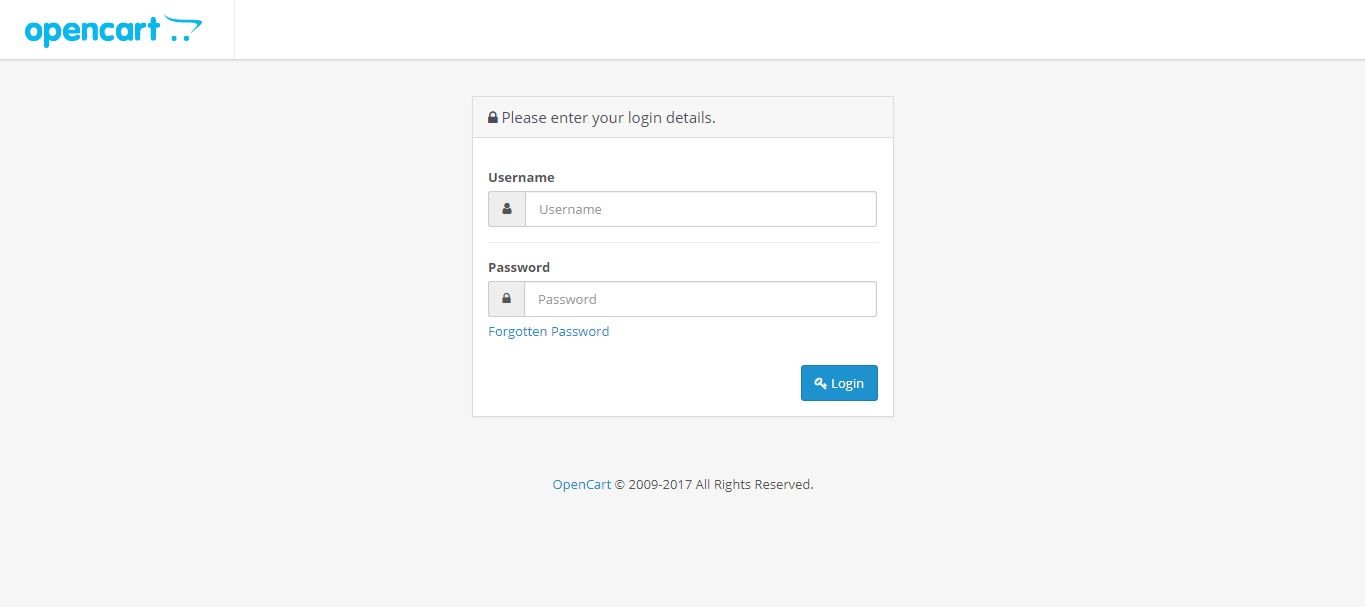 opencart
Please enter your login details.
Username
Username
Password
Password
Forgotten Password
Login
OpenCart © 2009-2017 All Rights Reserved.